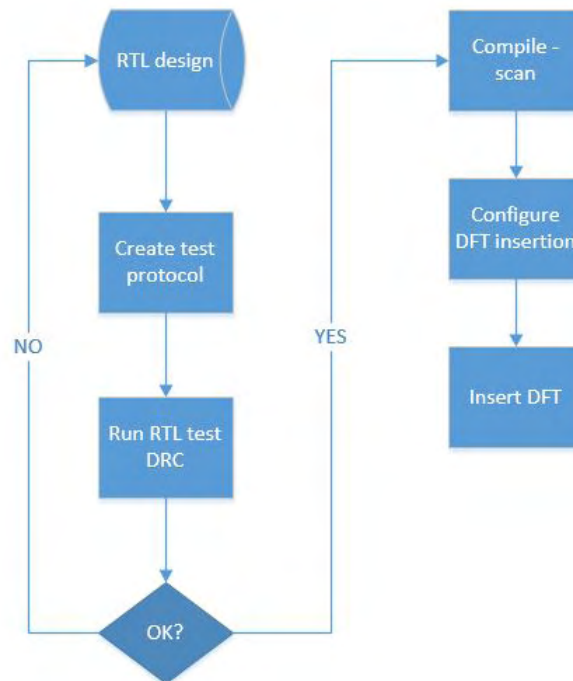 RTL design
Create test
protocol
Run RTL test
DRC
OK?
NO
YES
Compile -
scan
Configure
DFT insertion
Insert DFT